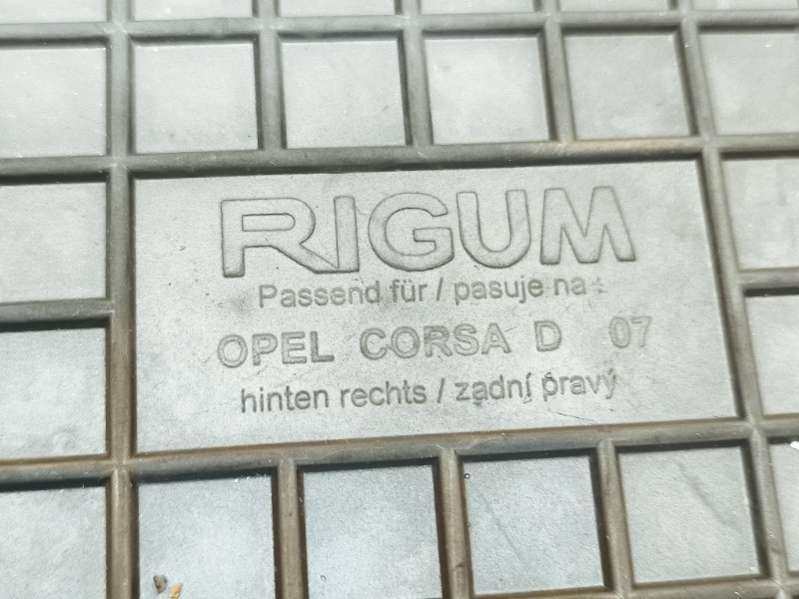 RIGUM
Passend für / pasuje na :
OPEL CORSA D 07
hinten rechts / zadní pravý